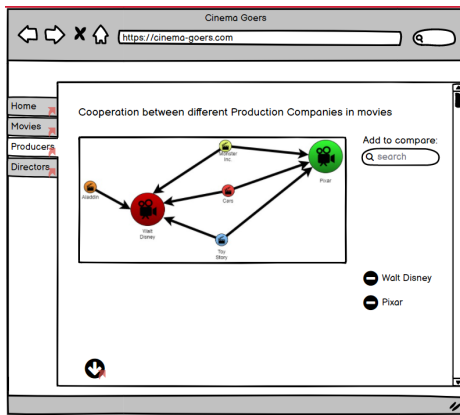 Cinema Goers
https://cinema-goers.com
Home
Movies
Producers
Directors
Cooperation between different Production Companies in movies
Monster
Inc.
Pixar
Aladdin
Cars
Walt
Disney
Toy
Story
Add to compare:
search
Walt Disney
Pixar